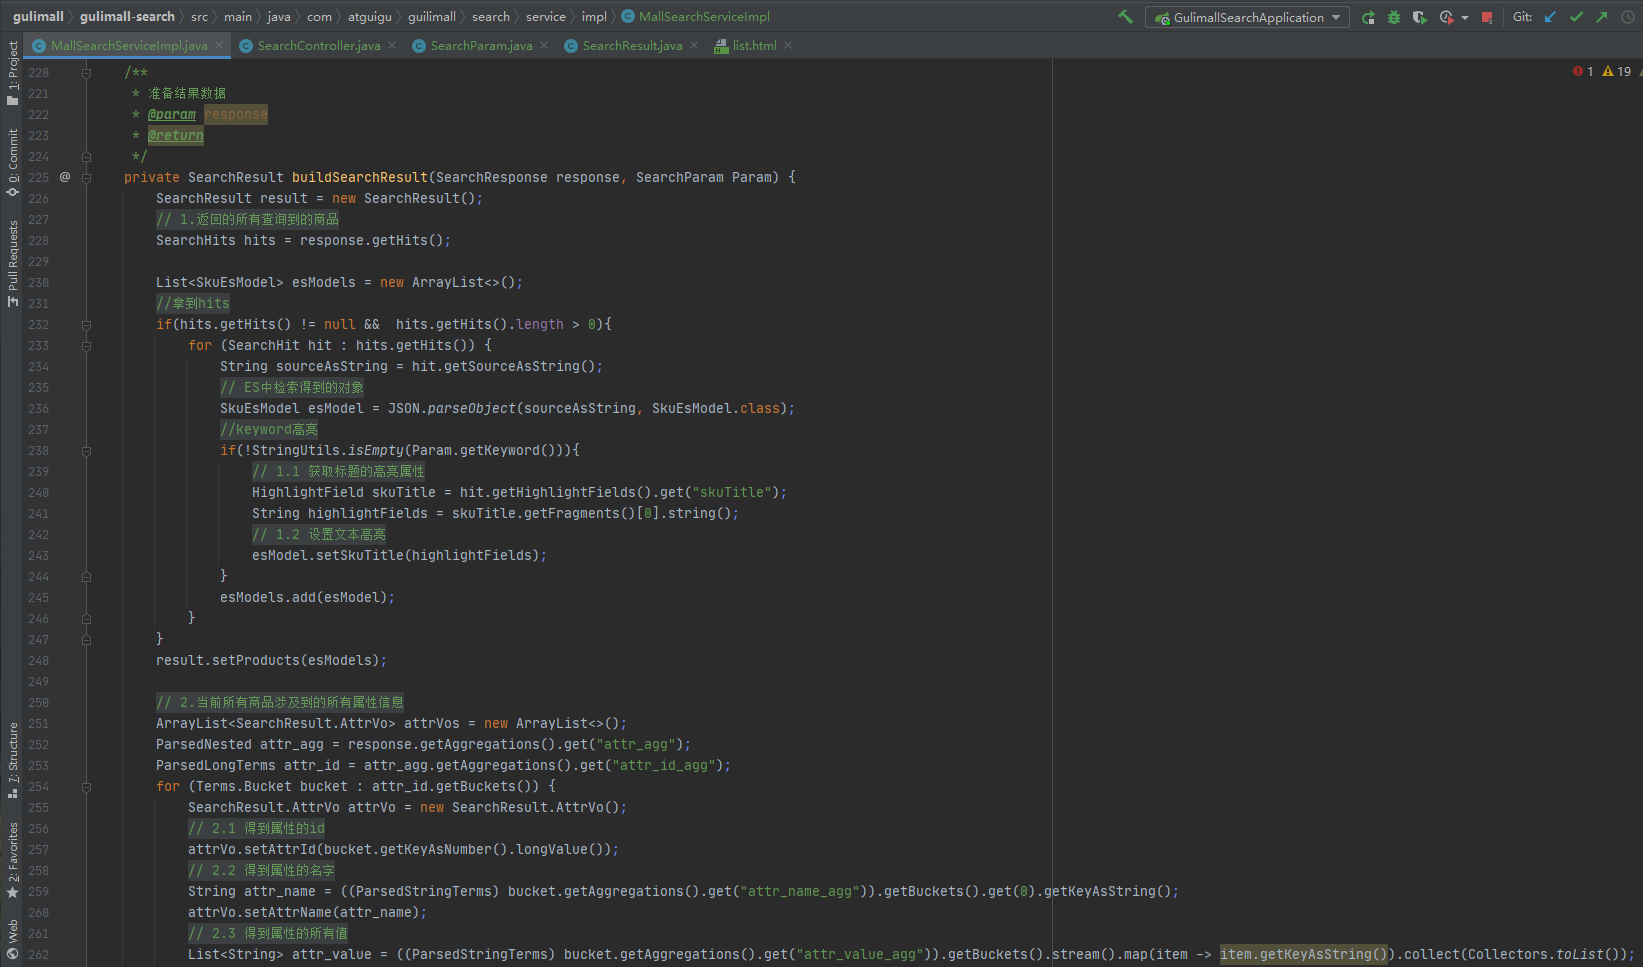 gulimall 〉 gulimall-search 〉 src 〉 main 〉 java 〉 com 〉 atguigu 〉 guilimall 〉 search 〉 service 〉 impl 〉 MallSearchServiceImpl
GulimallSearchApplication Git:
MallSearchServiceImpl.java × SearchController.java × SearchParam.java × SearchResult.java × list.html ×
1 19
1: Project
0: Commit
Pull Requests
7: Structure
2: Favorites
Web
220 /**
221 * 准备结果数据
222 * @param response
223 * @return
224 */
225 @ private SearchResult buildSearchResult(SearchResponse response, SearchParam Param) {
226 SearchResult result = new SearchResult();
227 // 1.返回的所有查询到的商品
228 SearchHits hits = response.getHits();
229
230 List<SkuEsModel> esModels = new ArrayList<>();
231 //拿到hits
232 if(hits.getHits() != null &&  hits.getHits().length > 0){
233 for (SearchHit hit : hits.getHits()) {
234 String sourceAsString = hit.getSourceAsString();
235 // ES中检索得到的对象
236 SkuEsModel esModel = JSON.parseObject(sourceAsString, SkuEsModel.class);
237 //keyword高亮
238 if(!StringUtils.isEmpty(Param.getKeyword())){
239 // 1.1 获取标题的高亮属性
240 HighlightField skuTitle = hit.getHighlightFields().get("skuTitle");
241 String highlightFields = skuTitle.getFragments()[0].string();
242 // 1.2 设置文本高亮
243 esModel.setSkuTitle(highlightFields);
244 }
245 esModels.add(esModel);
246 }
247 }
248 result.setProducts(esModels);
249
250 // 2.当前所有商品涉及到的所有属性信息
251 ArrayList<SearchResult.AttrVo> attrVos = new ArrayList<>();
252 ParsedNested attr_agg = response.getAggregations().get("attr_agg");
253 ParsedLongTerms attr_id = attr_agg.getAggregations().get("attr_id_agg");
254 for (Terms.Bucket bucket : attr_id.getBuckets()) {
255 SearchResult.AttrVo attrVo = new SearchResult.AttrVo();
256 // 2.1 得到属性的id
257 attrVo.setAttrId(bucket.getKeyAsNumber().longValue());
258 // 2.2 得到属性的名字
259 String attr_name = ((ParsedStringTerms) bucket.getAggregations().get("attr_name_agg")).getBuckets().get(0).getKeyAsString();
260 attrVo.setAttrName(attr_name);
261 // 2.3 得到属性的所有值
262 List<String> attr_value = ((ParsedStringTerms) bucket.getAggregations().get("attr_value_agg")).getBuckets().stream().map(item -> item.getKeyAsString()).collect(Collectors.toList());